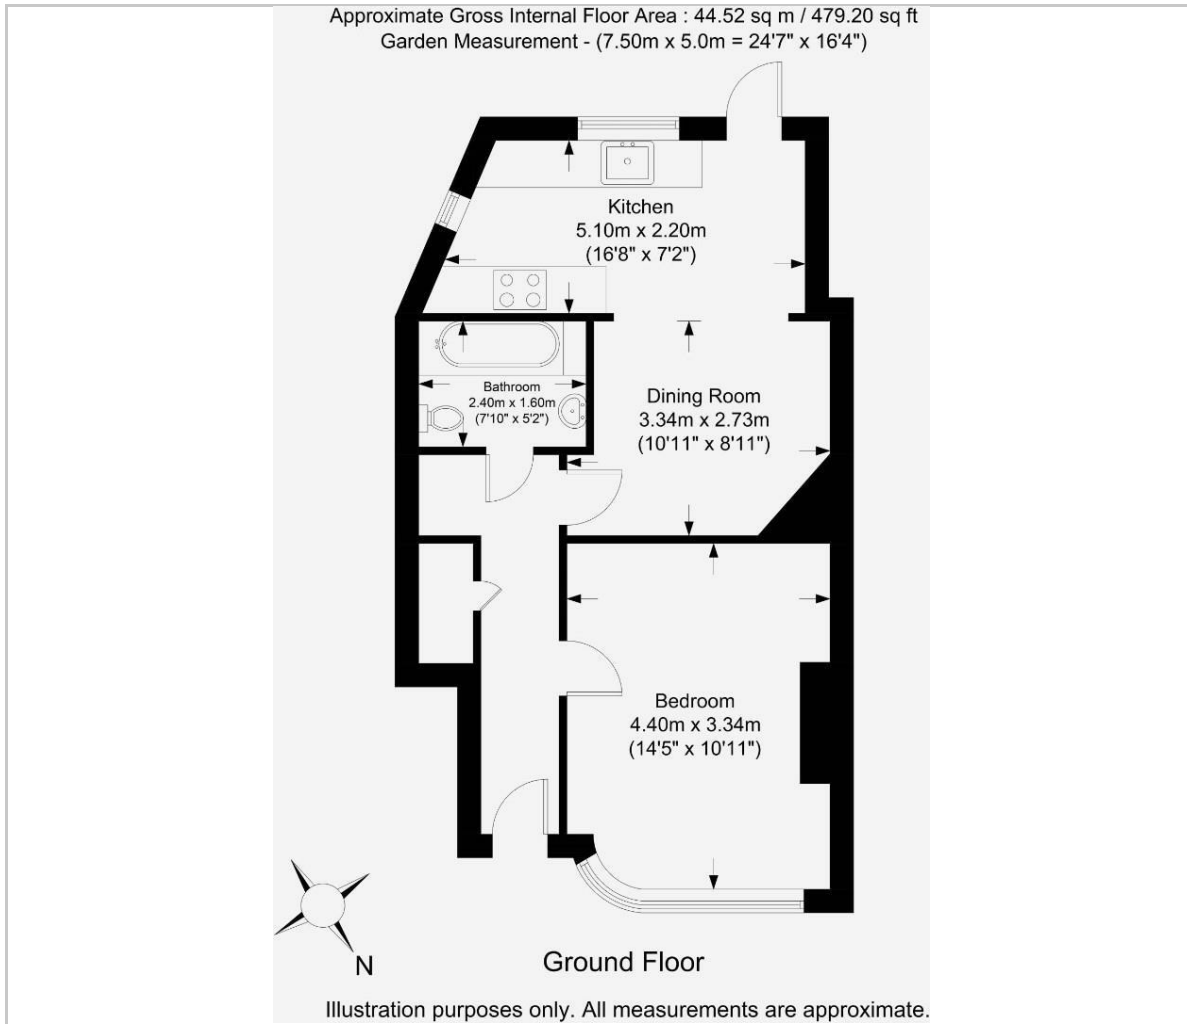 Approximate Gross Internal Floor Area : 44.52 sq m / 479.20 sq ft
Garden Measurement - (7.50m x 5.0m = 24'7" x 16'4")
Kitchen
5.10m x 2.20m
(16'8" x 7'2")
Bathroom
2.40m x 1.60m
(7'10" x 5'2")
Dining Room
3.34m x 2.73m
(10'11" x 8'11")
Bedroom
4.40m x 3.34m
(14'5" x 10'11")
N
Ground Floor
Illustration purposes only. All measurements are approximate.